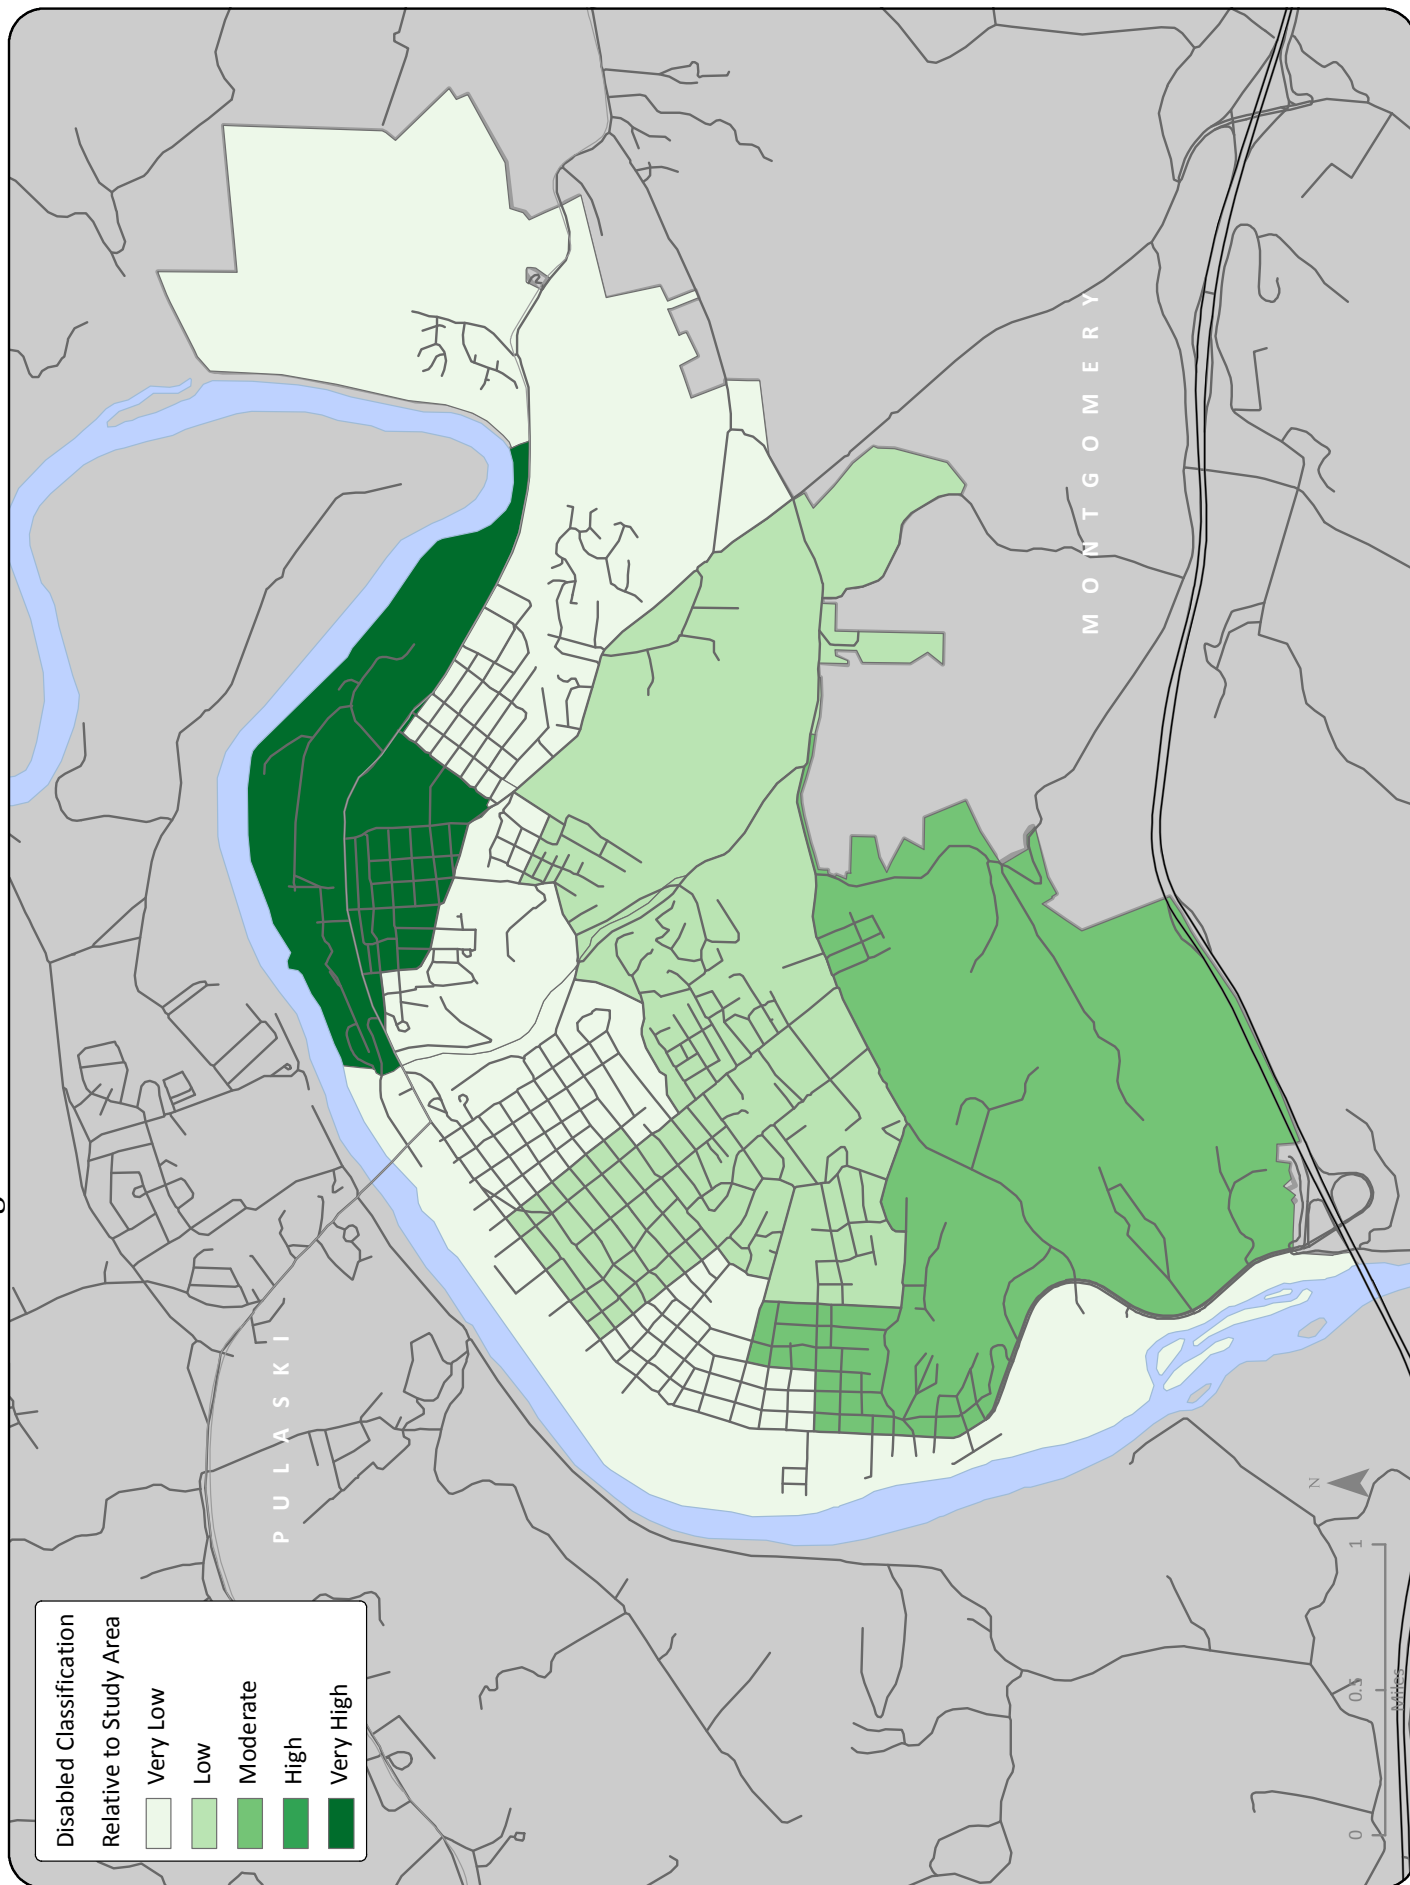 Disabled Classification
Relative to Study Area
Very Low
Low
Moderate
High
Very High
PULASKI
MONTGOMERY
N
0 0.5 1
Miles